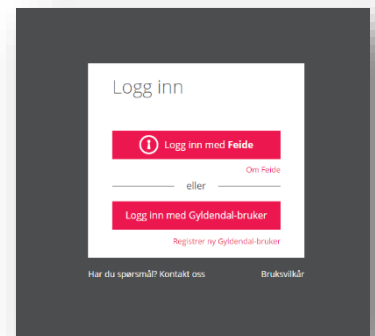 Logg inn
Logg inn med Feide
Om Feide
eller
Logg inn med Gyldendal-bruker
Registrer ny Gyldendal-bruker
Har du spørsmål? Kontakt oss Bruksvilkår